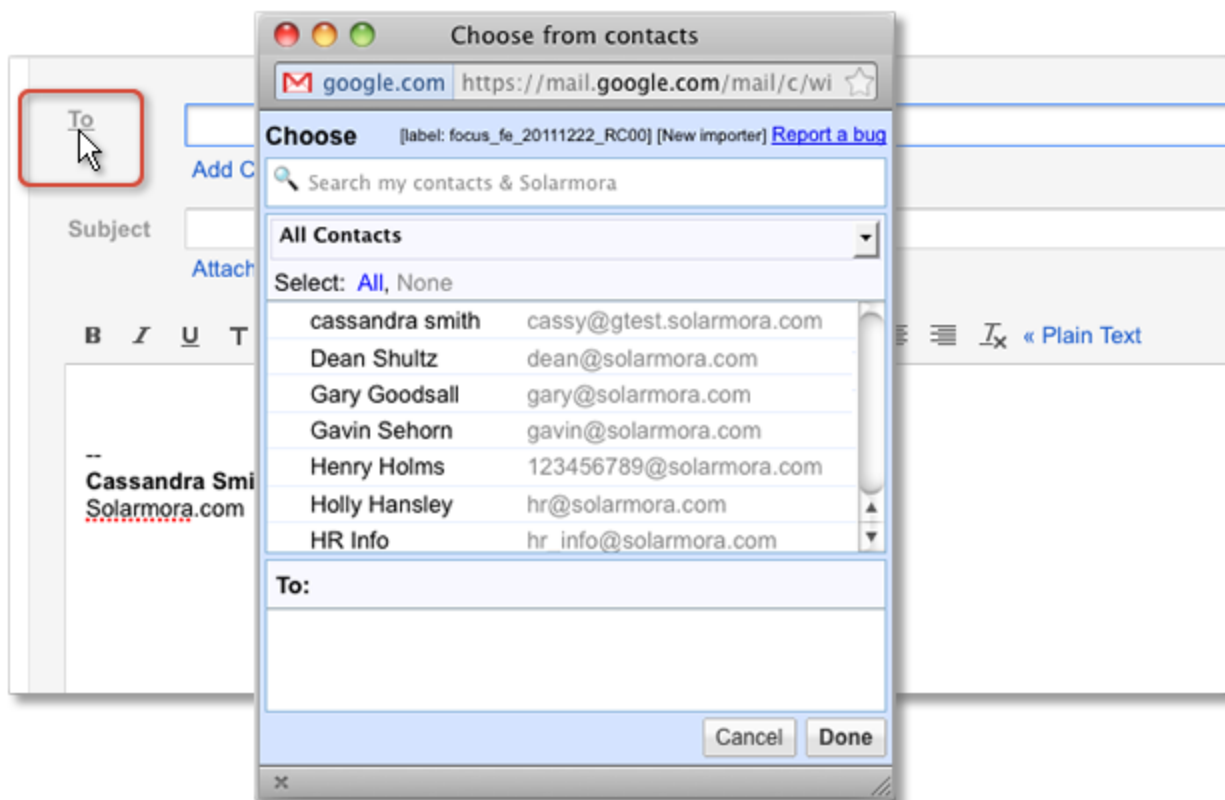 Choose from contacts
google.com https://mail.google.com/mail/c/wi
To
Choose [label: focus_fe_20111222_RC00] [New importer] Report a bug
Add C
Search my contacts & Solarmora
Subject
All Contacts
Attach
Select: All, None
B I U T « Plain Text
cassandra smith cassy@gtest.solarmora.com
Dean Shultz dean@solarmora.com
Gary Goodsall gary@solarmora.com
Gavin Sehorn gavin@solarmora.com
Henry Holms 123456789@solarmora.com
Holly Hansley hr@solarmora.com
HR Info hr_info@solarmora.com
--
Cassandra Smi
Solarmora.com
To:
Cancel Done